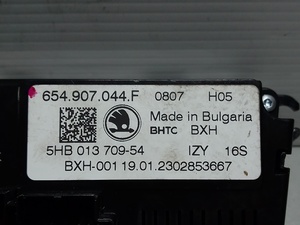 654.907.044.F 0807 H05
Made in Bulgaria
BHTC BXH
5HB 013 709-54 IZY 16S
BXH-001 19.01.2302853667